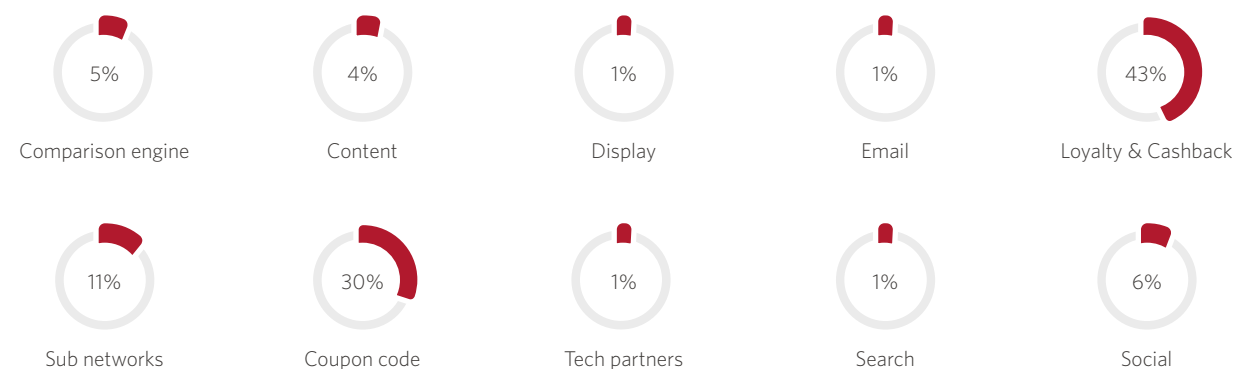 5%
4%
1%
1%
43%
Comparison engine
Content
Display
Email
Loyalty & Cashback
11%
30%
1%
1%
6%
Sub networks
Coupon code
Tech partners
Search
Social